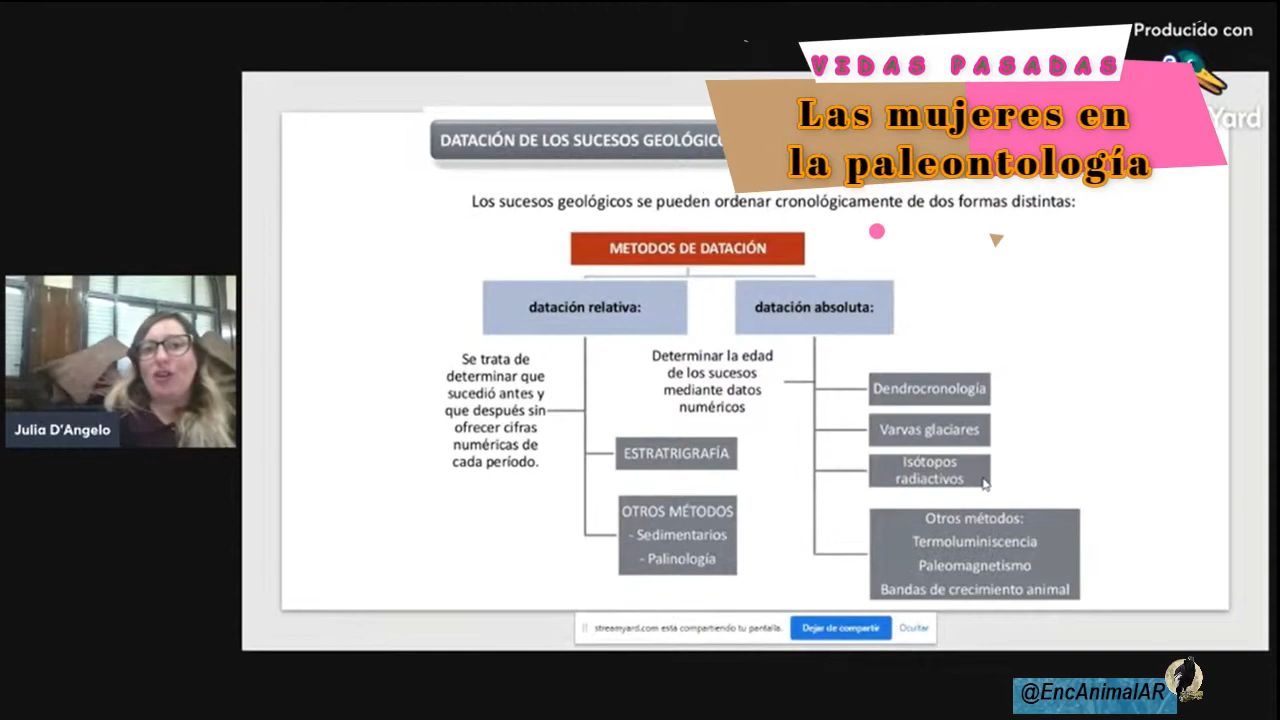 Producido con
VIDAS PASADAS
Las mujeres en
la paleontología
Yard
DATACIÓN DE LOS SUCESOS GEOLÓGICO
Los sucesos geológicos se pueden ordenar cronológicamente de dos formas distintas:
METODOS DE DATACIÓN
datación relativa:
Se trata de
determinar que
sucedió antes y
que después sin
ofrecer cifras
numéricas de
cada período.
ESTRATRIGRAFÍA
OTROS MÉTODOS
- Sedimentarios
- Palinología
datación absoluta:
Determinar la edad
de los sucesos
mediante datos
numéricos
Dendrocronología
Varvas glaciares
Isótopos
radiactivos
Otros métodos:
Termoluminiscencia
Paleomagnetismo
Bandas de crecimiento animal
Julia D'Angelo
streamyard.com está compartiendo tu pantalla.
Dejar de compartir
Ocultar
@EncAnimalAR